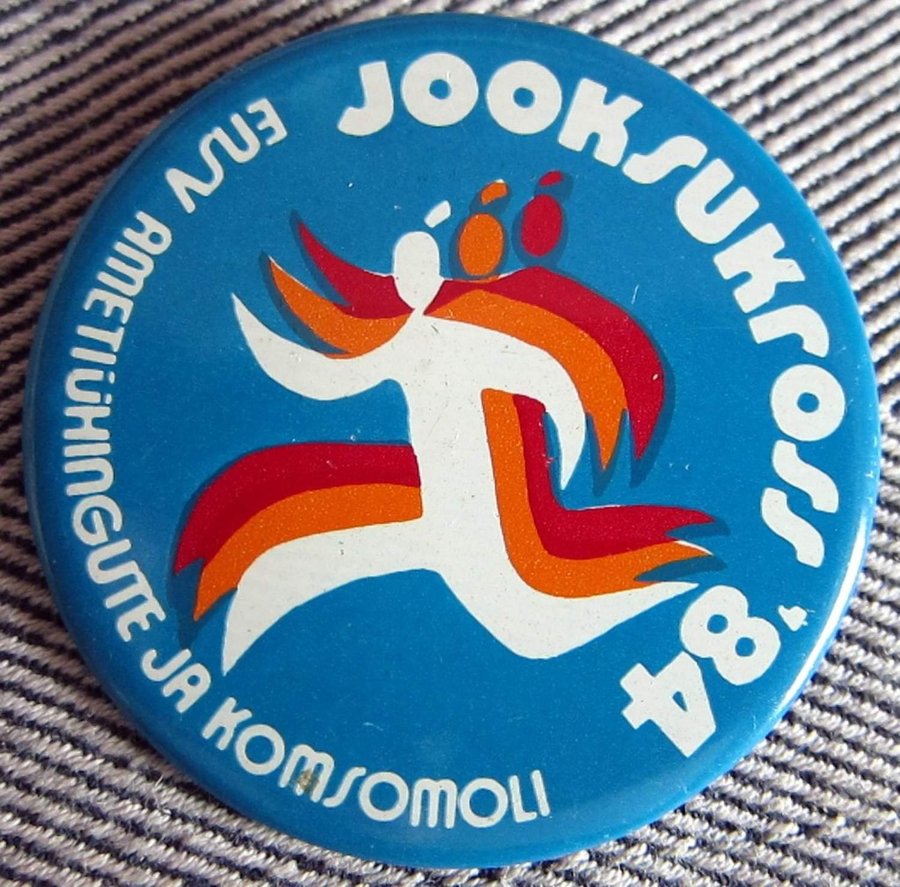 ENSV AMETIÜHINGUTE JA KOMSOMOLI
JOOKSUKROSS '84